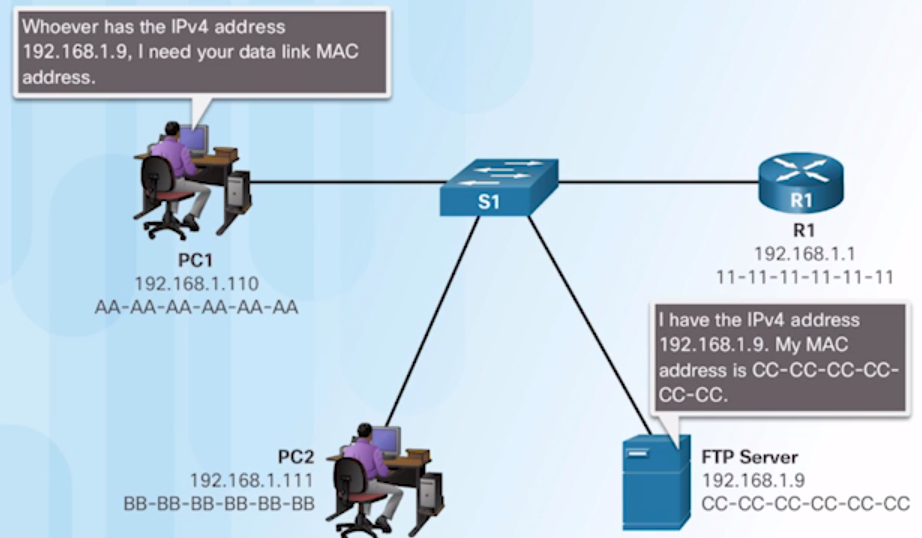 Whoever has the IPv4 address
192.168.1.9, I need your data link MAC
address.
S1
R1
R1
192.168.1.1
11-11-11-11-11-11
PC1
192.168.1.110
AA-AA-AA-AA-AA-AA
I have the IPv4 address
192.168.1.9. My MAC
address is CC-CC-CC-CC-
CC-CC.
PC2
192.168.1.111
BB-BB-BB-BB-BB-BB
FTP Server
192.168.1.9
CC-CC-CC-CC-CC-CC